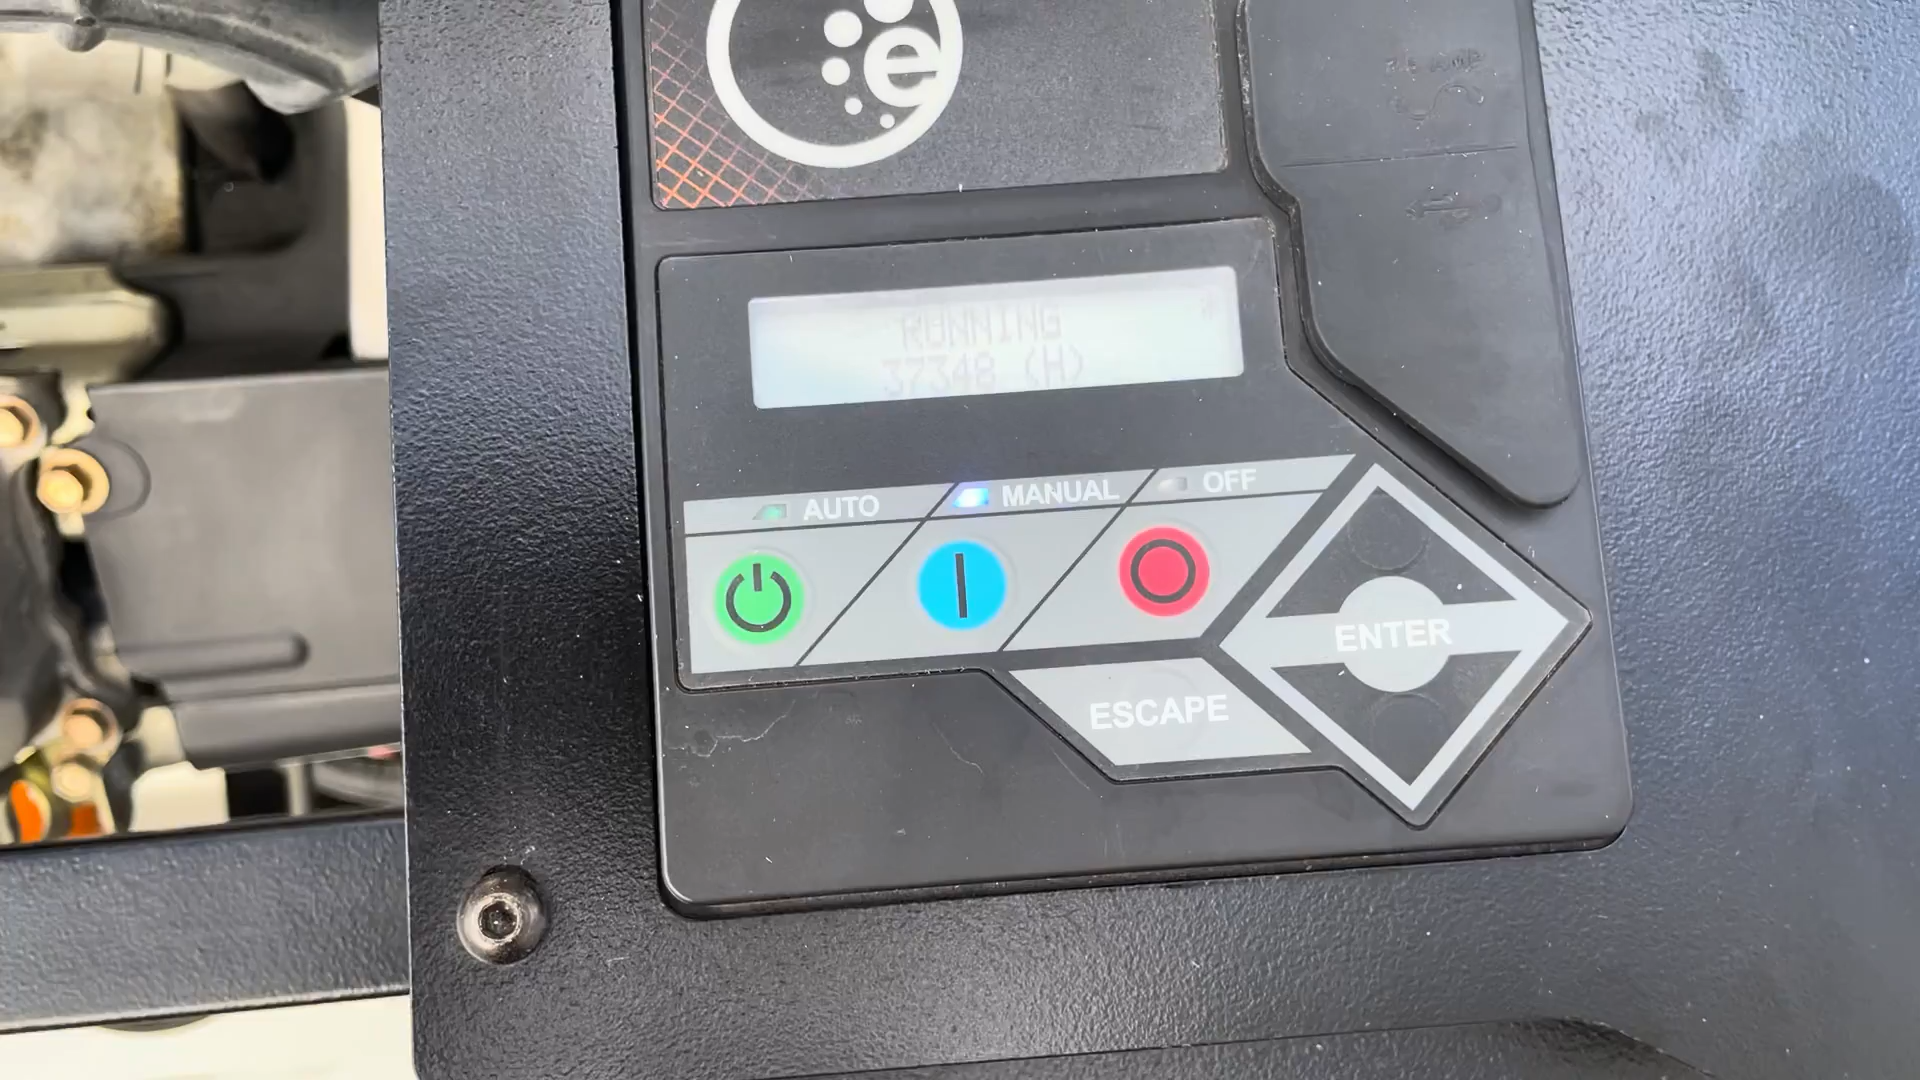 e
RUNNING
37348 (H)
AUTO
MANUAL
OFF
ENTER
ESCAPE